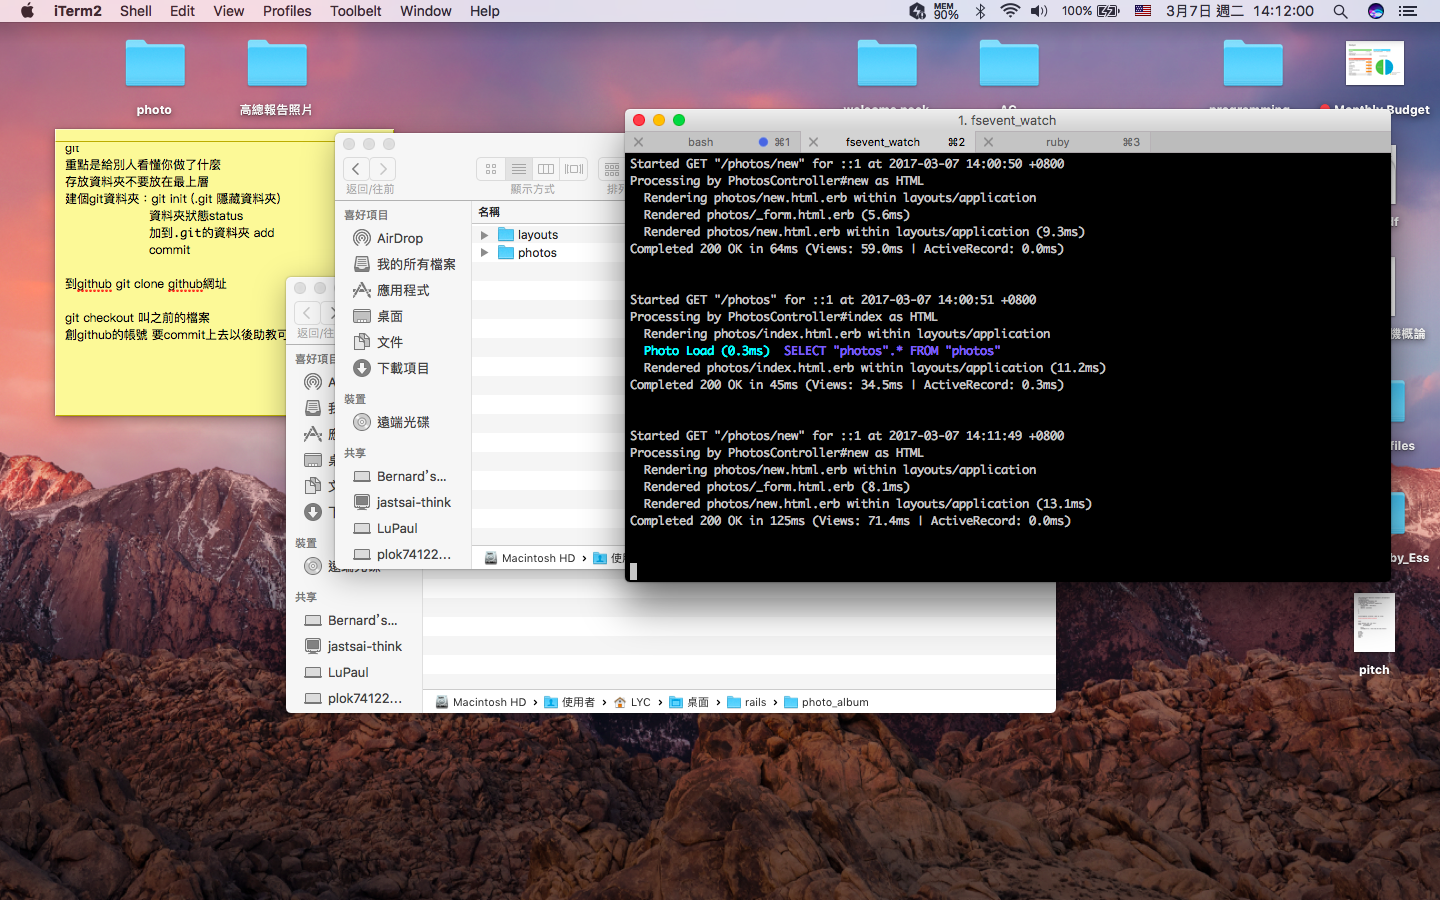 iTerm2 Shell Edit View Profiles Toolbelt Window Help MEM 90% 100% 3月7日 週二 14:12:00
photo
高總報告照片
Monthly Budget
git
重點是給別人看懂你做了什麼
存放資料夾不要放在最上層
建個git資料夾：git init (.git 隱藏資料夾)
資料夾狀態status
加到.git的資料夾 add
commit
到github git clone github網址
git checkout 叫之前的檔案
創github的帳號 要commit上去以後助教可
返回/往前
顯示方式
喜好項目
AirDrop
我的所有檔案
應用程式
桌面
文件
下載項目
裝置
遠端光碟
共享
Bernard's...
jastsai-think
LuPaul
plok74122...
名稱
layouts
photos
Macintosh HD
喜好項目
裝置
共享
Bernard's...
jastsai-think
LuPaul
plok74122...
Macintosh HD › 使用者 › LYC › 桌面 › rails › photo_album
1. fsevent_watch
bash ⌘1
fsevent_watch ⌘2
ruby ⌘3
Started GET "/photos/new" for ::1 at 2017-03-07 14:00:50 +0800
Processing by PhotosController#new as HTML
Rendering photos/new.html.erb within layouts/application
Rendered photos/_form.html.erb (5.6ms)
Rendered photos/new.html.erb within layouts/application (9.3ms)
Completed 200 OK in 64ms (Views: 59.0ms | ActiveRecord: 0.0ms)
Started GET "/photos" for ::1 at 2017-03-07 14:00:51 +0800
Processing by PhotosController#index as HTML
Rendering photos/index.html.erb within layouts/application
Photo Load (0.3ms) SELECT "photos".* FROM "photos"
Rendered photos/index.html.erb within layouts/application (11.2ms)
Completed 200 OK in 45ms (Views: 34.5ms | ActiveRecord: 0.3ms)
Started GET "/photos/new" for ::1 at 2017-03-07 14:11:49 +0800
Processing by PhotosController#new as HTML
Rendering photos/new.html.erb within layouts/application
Rendered photos/_form.html.erb (8.1ms)
Rendered photos/new.html.erb within layouts/application (13.1ms)
Completed 200 OK in 125ms (Views: 71.4ms | ActiveRecord: 0.0ms)
機概論
files
by_Ess
pitch